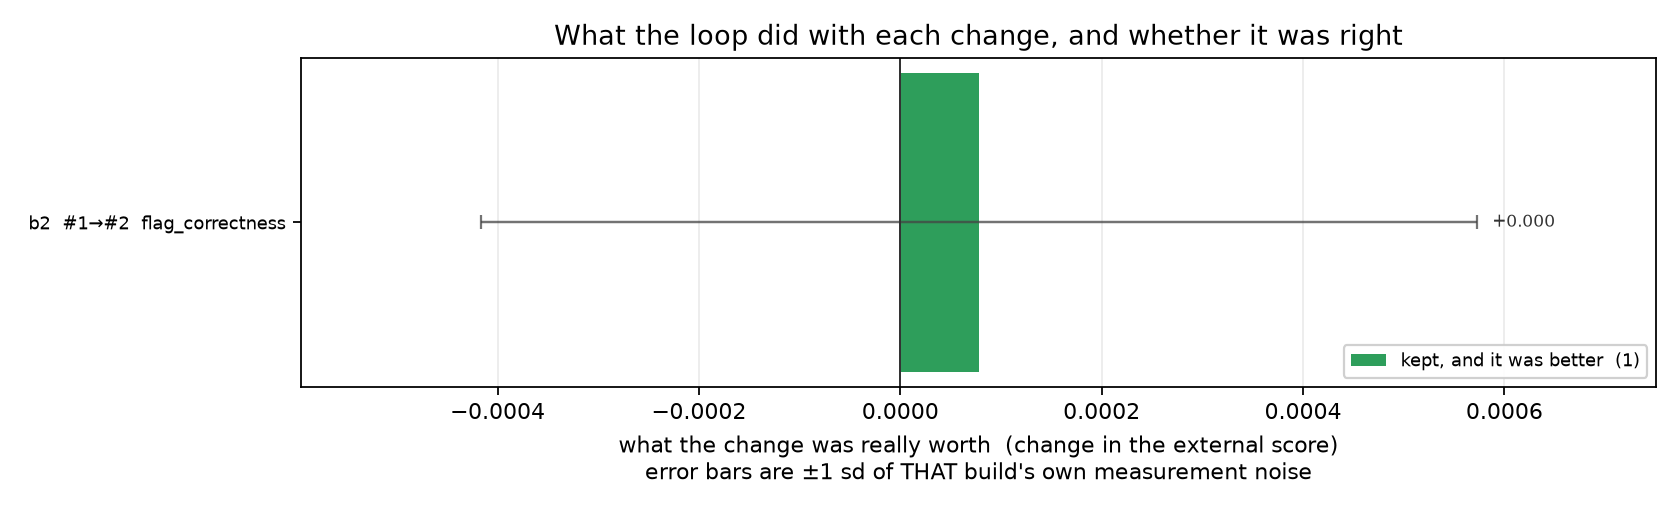 What the loop did with each change, and whether it was right
b2  #1→#2  flag_correctness
+0.000
kept, and it was better  (1)
−0.0004
−0.0002
0.0000
0.0002
0.0004
0.0006
what the change was really worth  (change in the external score)
error bars are ±1 sd of THAT build's own measurement noise